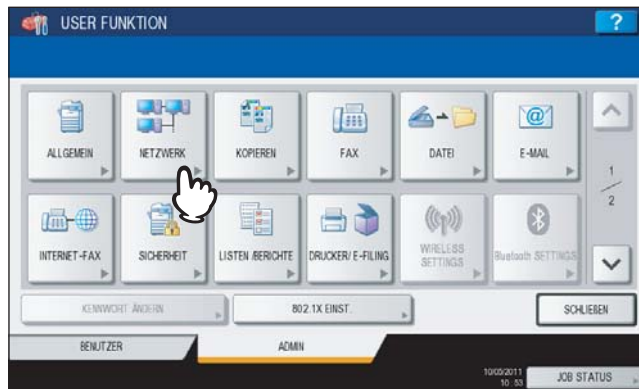 USER FUNKTION
?
ALLGEMEIN
NETZWERK
KOPIEREN
FAX
DATEI
E-MAIL
1
2
INTERNET-FAX
SICHERHEIT
LISTEN /BERICHTE
DRUCKER/ E-FILING
WIRELESS SETTINGS
Bluetooth SETTINGS
KENNWORT ÄNDERN
802.1X EINST.
SCHLIEßEN
BENUTZER
ADMIN
10/03/2011
10:53
JOB STATUS